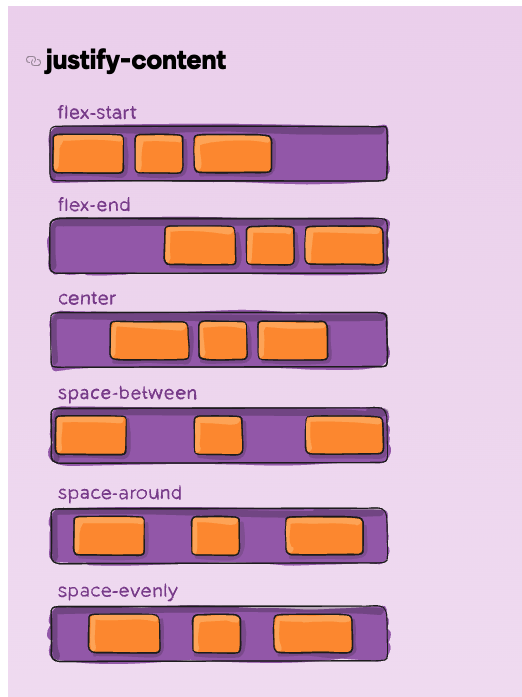 justify-content
flex-start
flex-end
center
space-between
space-around
space-evenly